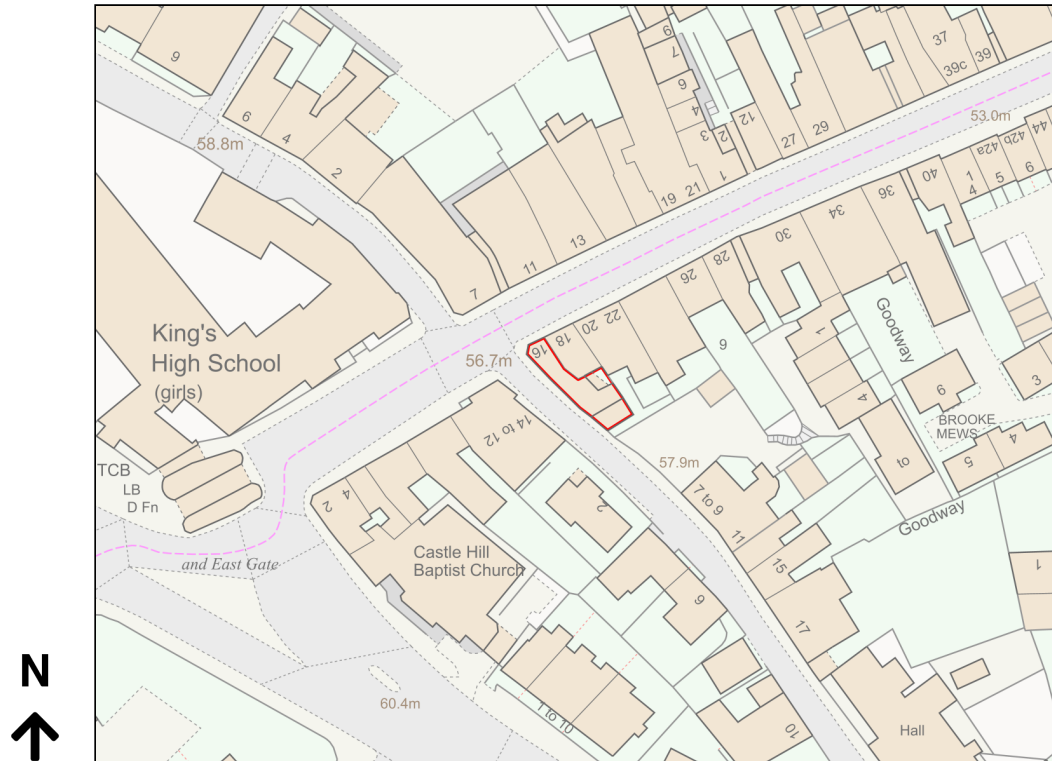 9
6
4
2
58.8m
7
11
13
19
21
1
9
7
6
4
3
2
12
27
29
37
39c
39
53.0m
44
42b
42a
40
1
4
5
6
36
34
30
28
26
22
20
18
16
56.7m
King's
High School
(girls)
TCB
LB
D Fn
and East Gate
2
4
14 to 12
Castle Hill
Baptist Church
2
9
57.9m
7 to 9
11
15
17
6
1
4
Goodway
10
Goodway
6
BROOKE
MEWS
5
4
3
1
60.4m
1 to 10
10
Hall
N